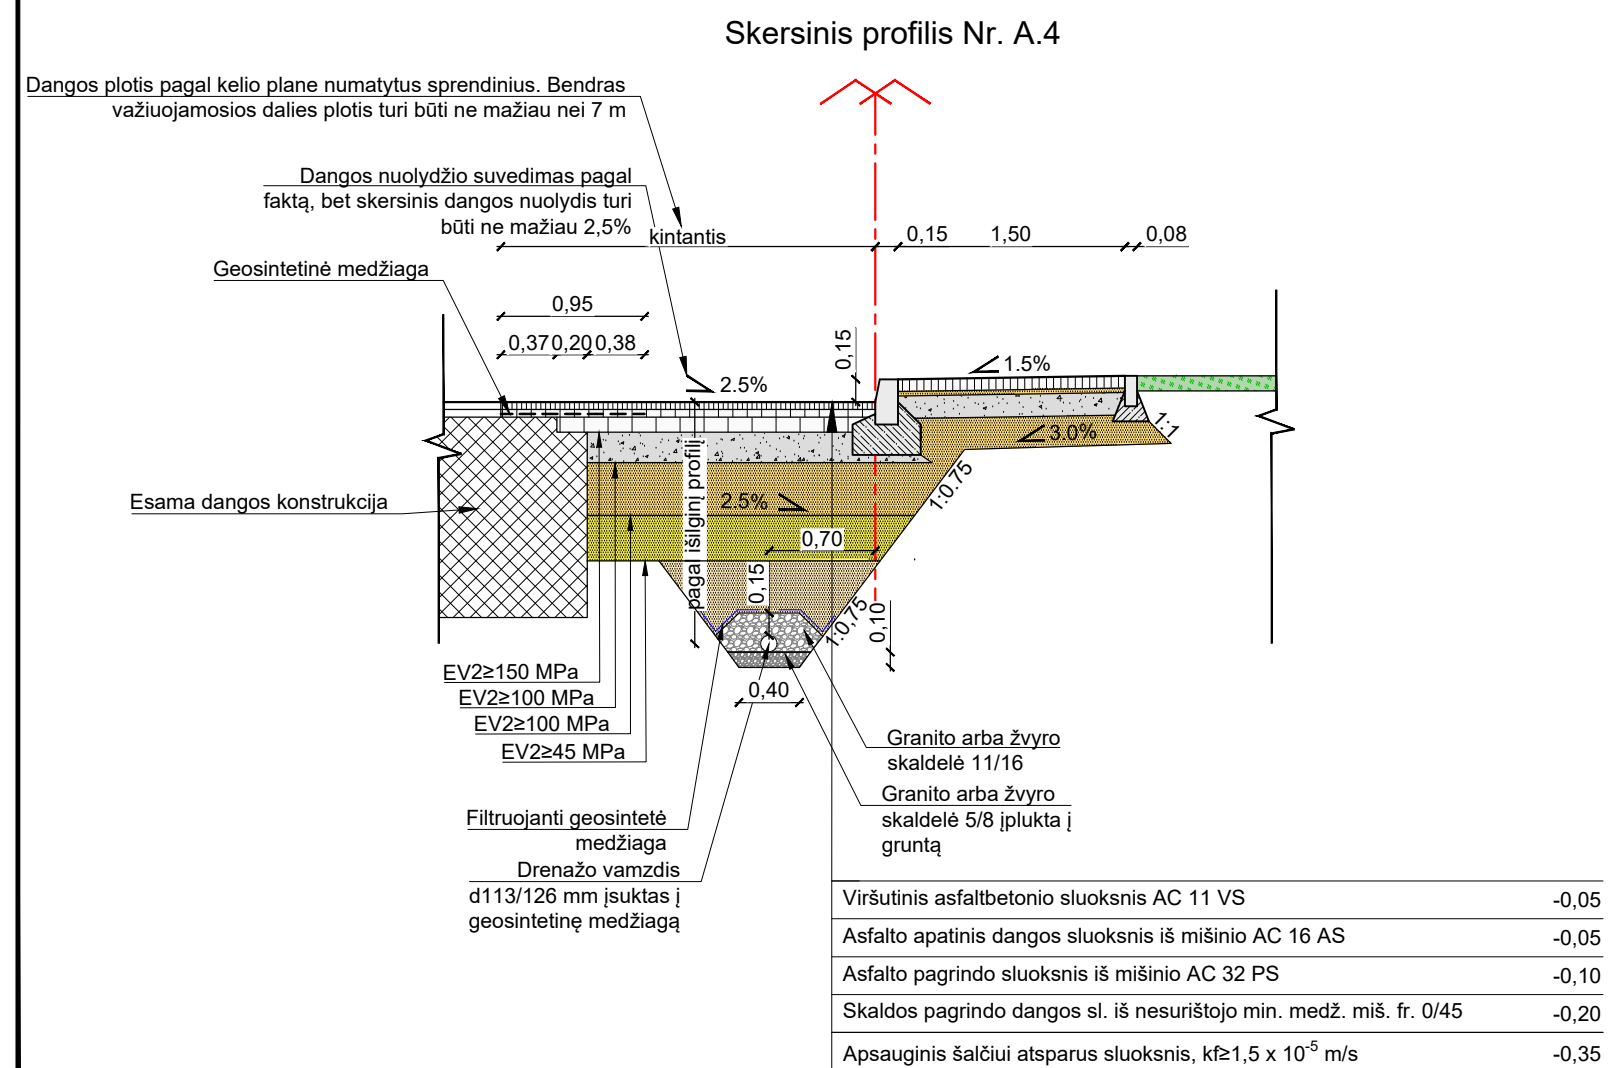 Skersinis profilis Nr. A.4
Dangos plotis pagal kelio plane numatytus sprendinius. Bendras
važiuojamosios dalies plotis turi būti ne mažiau nei 7 m
Dangos nuolydžio suvedimas pagal
faktą, bet skersinis dangos nuolydis turi
būti ne mažiau 2,5%
kintantis
0,15
1,50
0,08
Geosintetinė medžiaga
0,95
0,37
0,20
0,38
0,15
2.5%
1.5%
3.0%
1:1
1:0.75
Esama dangos konstrukcija
pagal išilginį profilį
2.5%
0,70
0,15
1:0,75
0,10
0,40
EV2≥150 MPa
EV2≥100 MPa
EV2≥100 MPa
EV2≥45 MPa
Granito arba žvyro
skaldelė 11/16
Granito arba žvyro
skaldelė 5/8 įplukta į
gruntą
Filtruojanti geosintetė
medžiaga
Drenažo vamzdis
d113/126 mm įsuktas į
geosintetinę medžiagą
Viršutinis asfaltbetonio sluoksnis AC 11 VS -0,05
Asfalto apatinis dangos sluoksnis iš mišinio AC 16 AS -0,05
Asfalto pagrindo sluoksnis iš mišinio AC 32 PS -0,10
Skaldos pagrindo dangos sl. iš nesurištojo min. medž. miš. fr. 0/45 -0,20
Apsauginis šalčiui atsparus sluoksnis, kf≥1,5 x 10⁻⁵ m/s -0,35